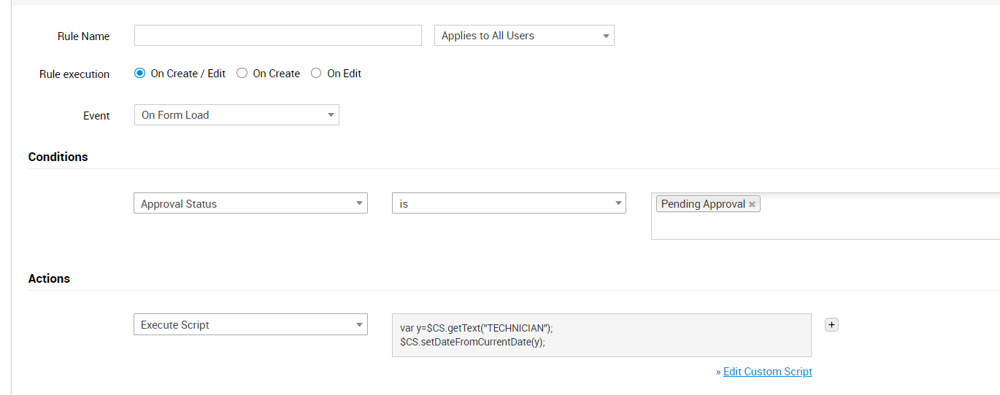 Rule Name
Applies to All Users
Rule execution
On Create / Edit
On Create
On Edit
Event
On Form Load
Conditions
Approval Status
is
Pending Approval ×
Actions
Execute Script
var y=$CS.getText("TECHNICIAN");
$CS.setDateFromCurrentDate(y);
+
» Edit Custom Script